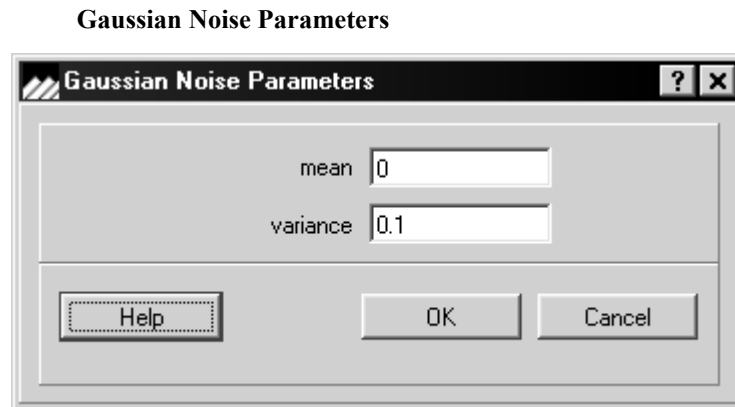 Gaussian Noise Parameters
Gaussian Noise Parameters ? ×
mean 0
variance 0.1
Help OK Cancel